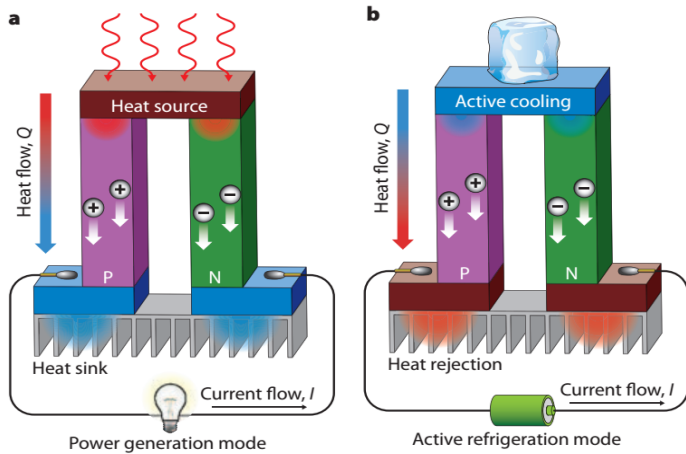 a
Heat source
Heat flow, Q
+
+
−
−
P
N
Heat sink
Current flow, I
Power generation mode
b
Active cooling
Heat flow, Q
+
+
−
−
P
N
Heat rejection
Current flow, I
Active refrigeration mode